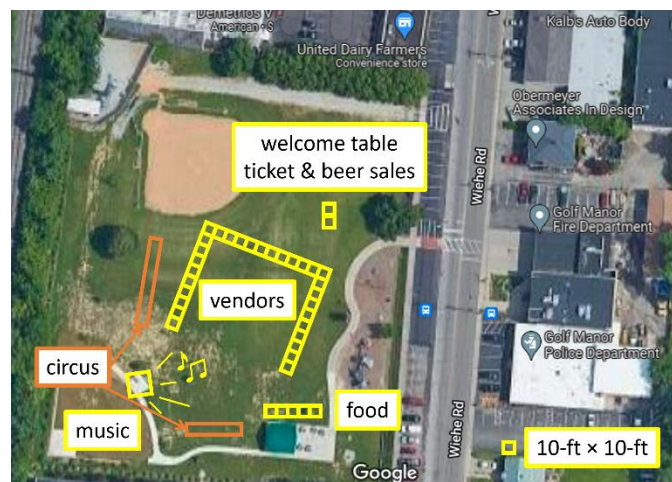 Demetrios V
American · $
United Dairy Farmers
Convenience store
Kalb's Auto Body
Obermeyer
Associates In Design
welcome table
ticket & beer sales
Wiehe Rd
Golf Manor
Fire Department
vendors
circus
Golf Manor
Police Department
music
food
Wiehe Rd
10-ft × 10-ft
Google